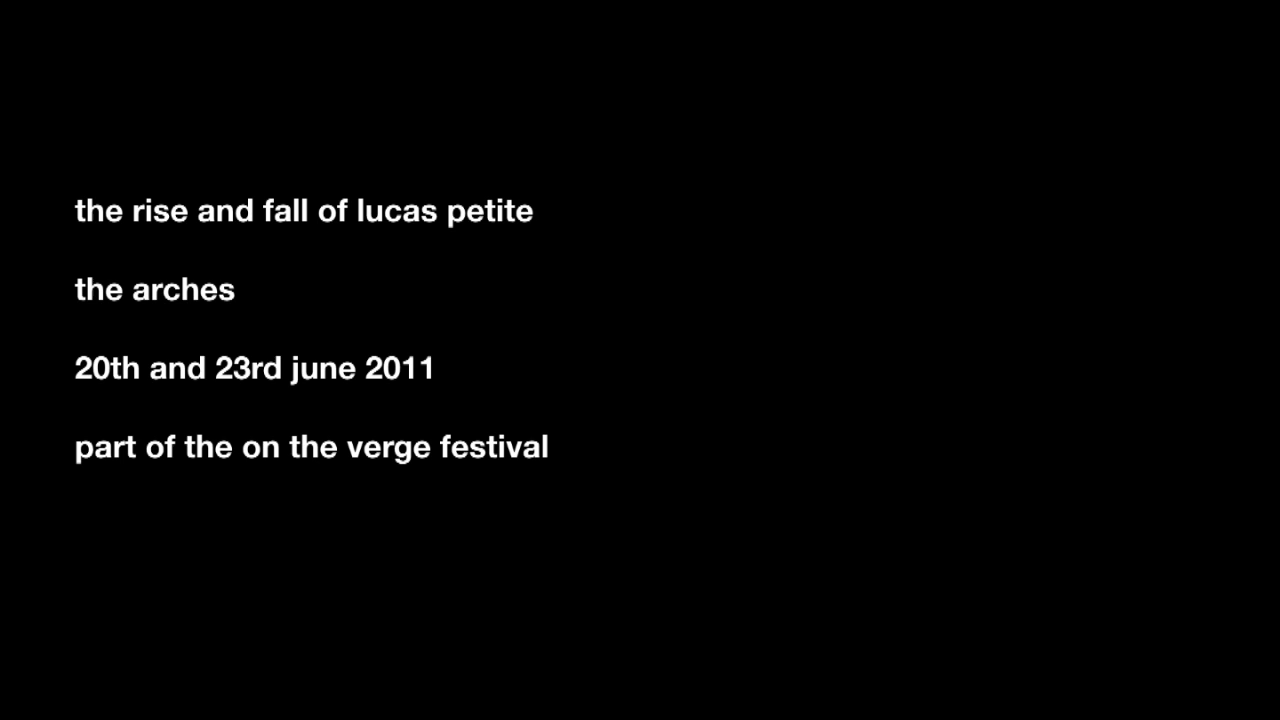 the rise and fall of lucas petite
the arches
20th and 23rd june 2011
part of the on the verge festival